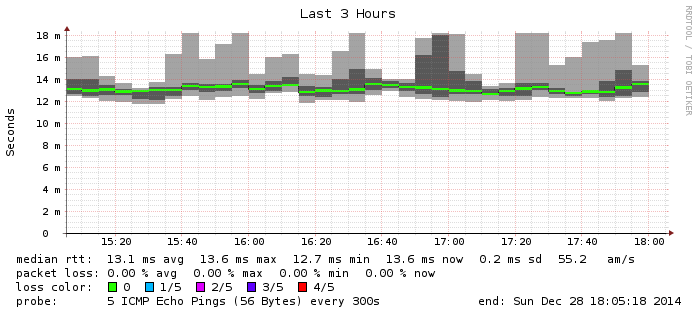 Last 3 Hours
RRDTOOL / TOBI OETIKER
Seconds
18 m
16 m
14 m
12 m
10 m
8 m
6 m
4 m
2 m
0
15:20 15:40 16:00 16:20 16:40 17:00 17:20 17:40 18:00
median rtt: 13.1 ms avg 13.6 ms max 12.7 ms min 13.6 ms now 0.2 ms sd 55.2 am/s
packet loss: 0.00 % avg 0.00 % max 0.00 % min 0.00 % now
loss color: 0 1/5 2/5 3/5 4/5
probe: 5 ICMP Echo Pings (56 Bytes) every 300s end: Sun Dec 28 18:05:18 2014